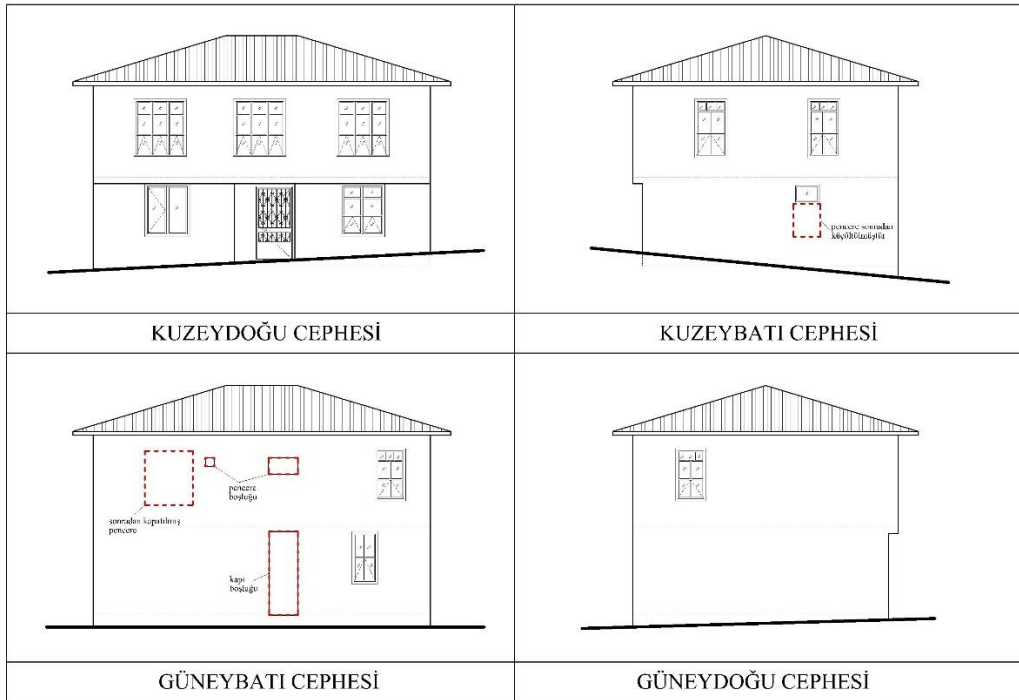 KUZEYDOĞU CEPHESİ
pencere sonradan
küçültülmüştür
KUZEYBATI CEPHESİ
sonradan kapatılmış
pencere
pencere
boşluğu
kapı
boşluğu
GÜNEYBATI CEPHESİ
GÜNEYDOĞU CEPHESİ